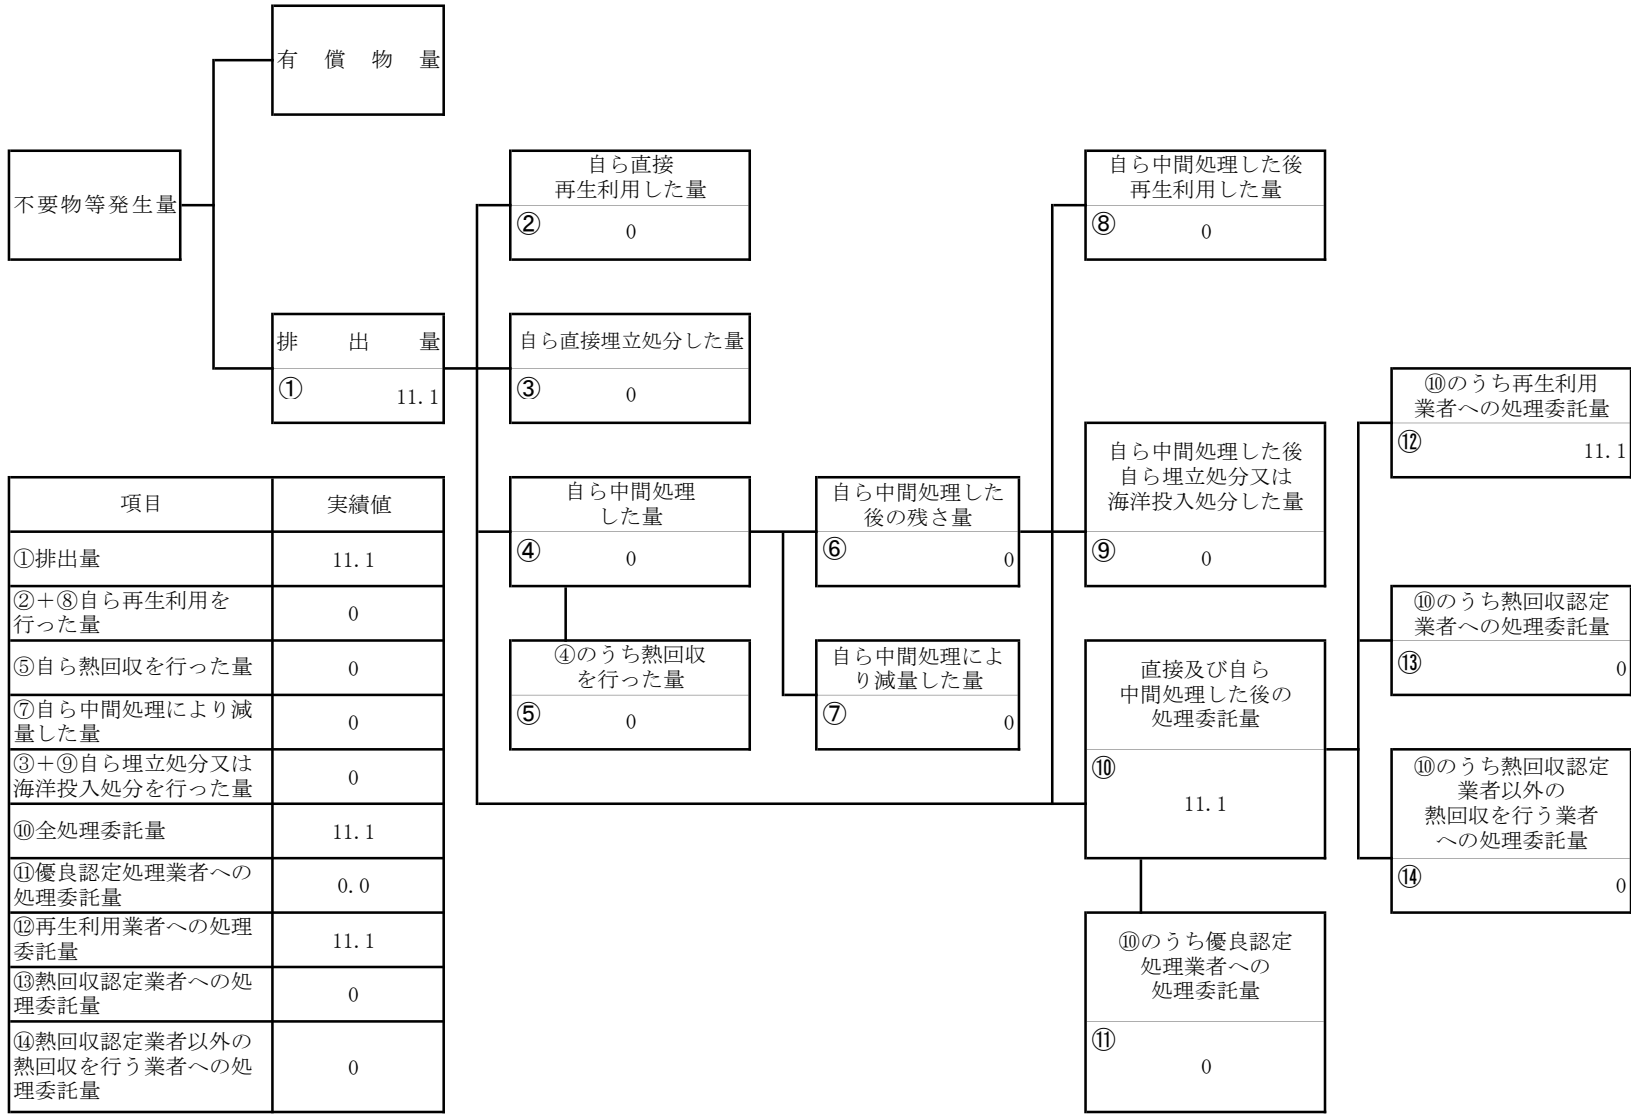 有償物量
不要物等発生量
排出量
①
11.1
自ら直接
再生利用した量
②
0
自ら直接埋立処分した量
③
0
自ら中間処理
した量
④
0
④のうち熱回収
を行った量
⑤
0
自ら中間処理した
後の残さ量
⑥
0
自ら中間処理によ
り減量した量
⑦
0
自ら中間処理した後
再生利用した量
⑧
0
自ら中間処理した後
自ら埋立処分又は
海洋投入処分した量
⑨
0
直接及び自ら
中間処理した後の
処理委託量
⑩
11.1
⑩のうち優良認定
処理業者への
処理委託量
⑪
0
⑩のうち再生利用
業者への処理委託量
⑫
11.1
⑩のうち熱回収認定
業者への処理委託量
⑬
0
⑩のうち熱回収認定
業者以外の
熱回収を行う業者
への処理委託量
⑭
0
項目 実績値
①排出量 11.1
②+⑧自ら再生利用を
行った量 0
⑤自ら熱回収を行った量 0
⑦自ら中間処理により減
量した量 0
③+⑨自ら埋立処分又は
海洋投入処分を行った量 0
⑩全処理委託量 11.1
⑪優良認定処理業者への
処理委託量 0.0
⑫再生利用業者への処理
委託量 11.1
⑬熱回収認定業者への処
理委託量 0
⑭熱回収認定業者以外の
熱回収を行う業者への処
理委託量 0